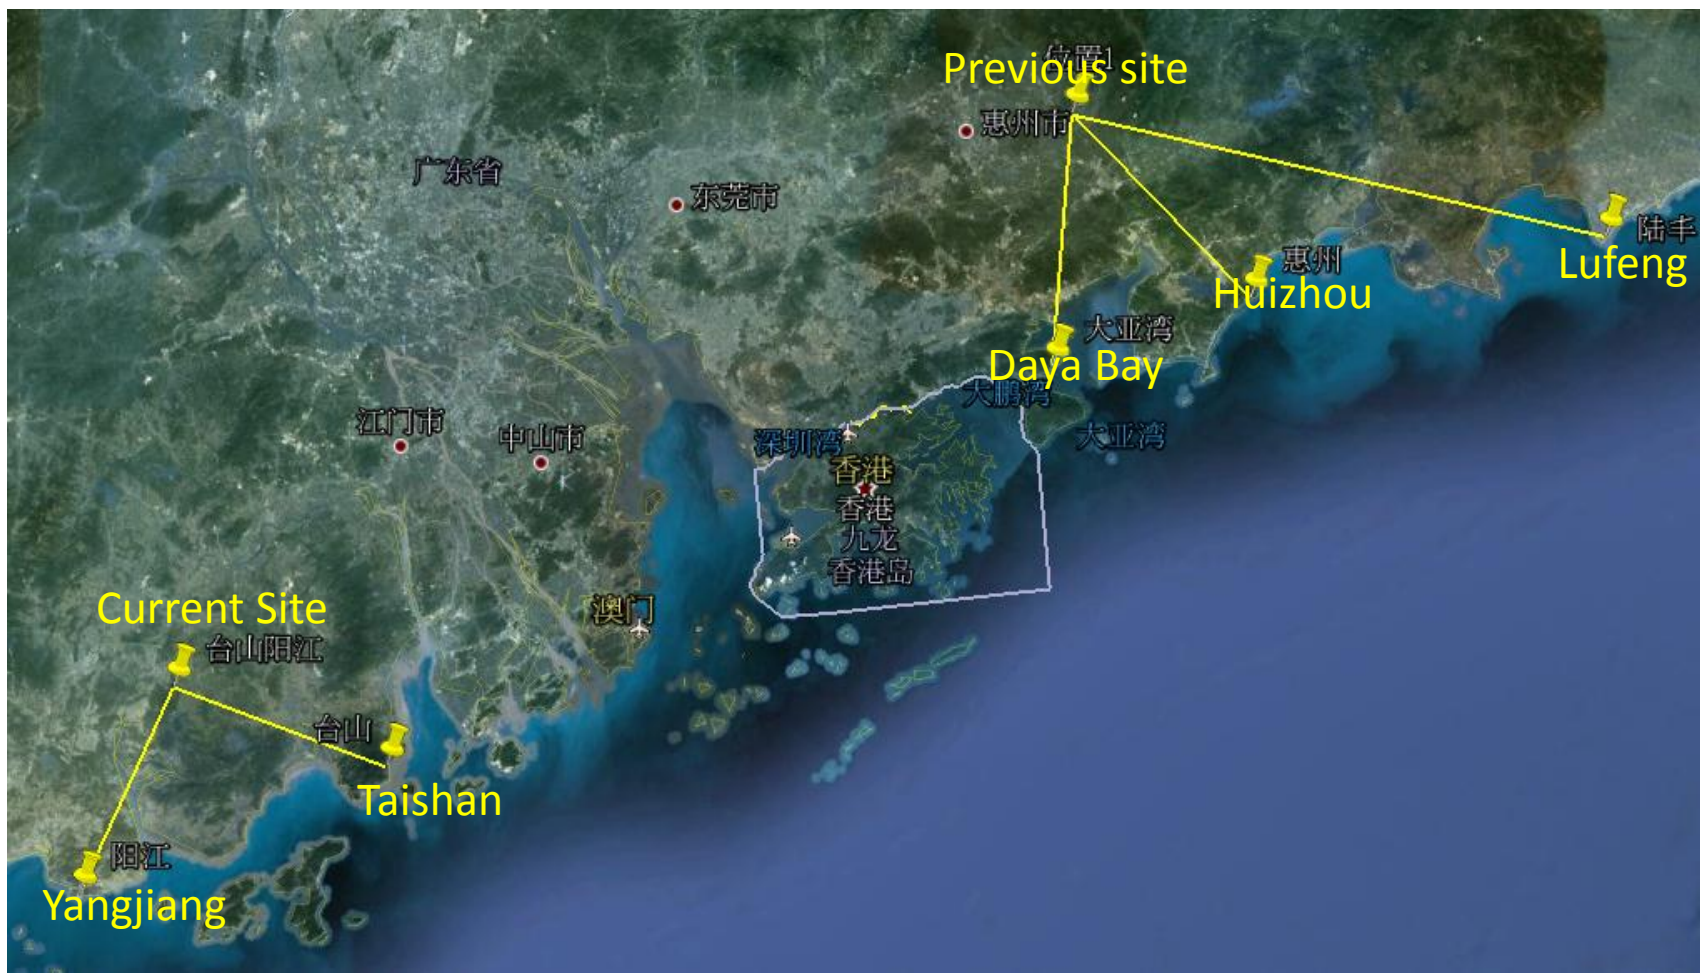 位置1
Previous site
惠州市
广东省
东莞市
陆丰
Lufeng
惠州
Huizhou
大亚湾
Daya Bay
大鹏湾
江门市
中山市
深圳湾
大亚湾
香港
香港
九龙
香港岛
Current Site
澳门
台山阳江
台山
Taishan
阳江
Yangjiang